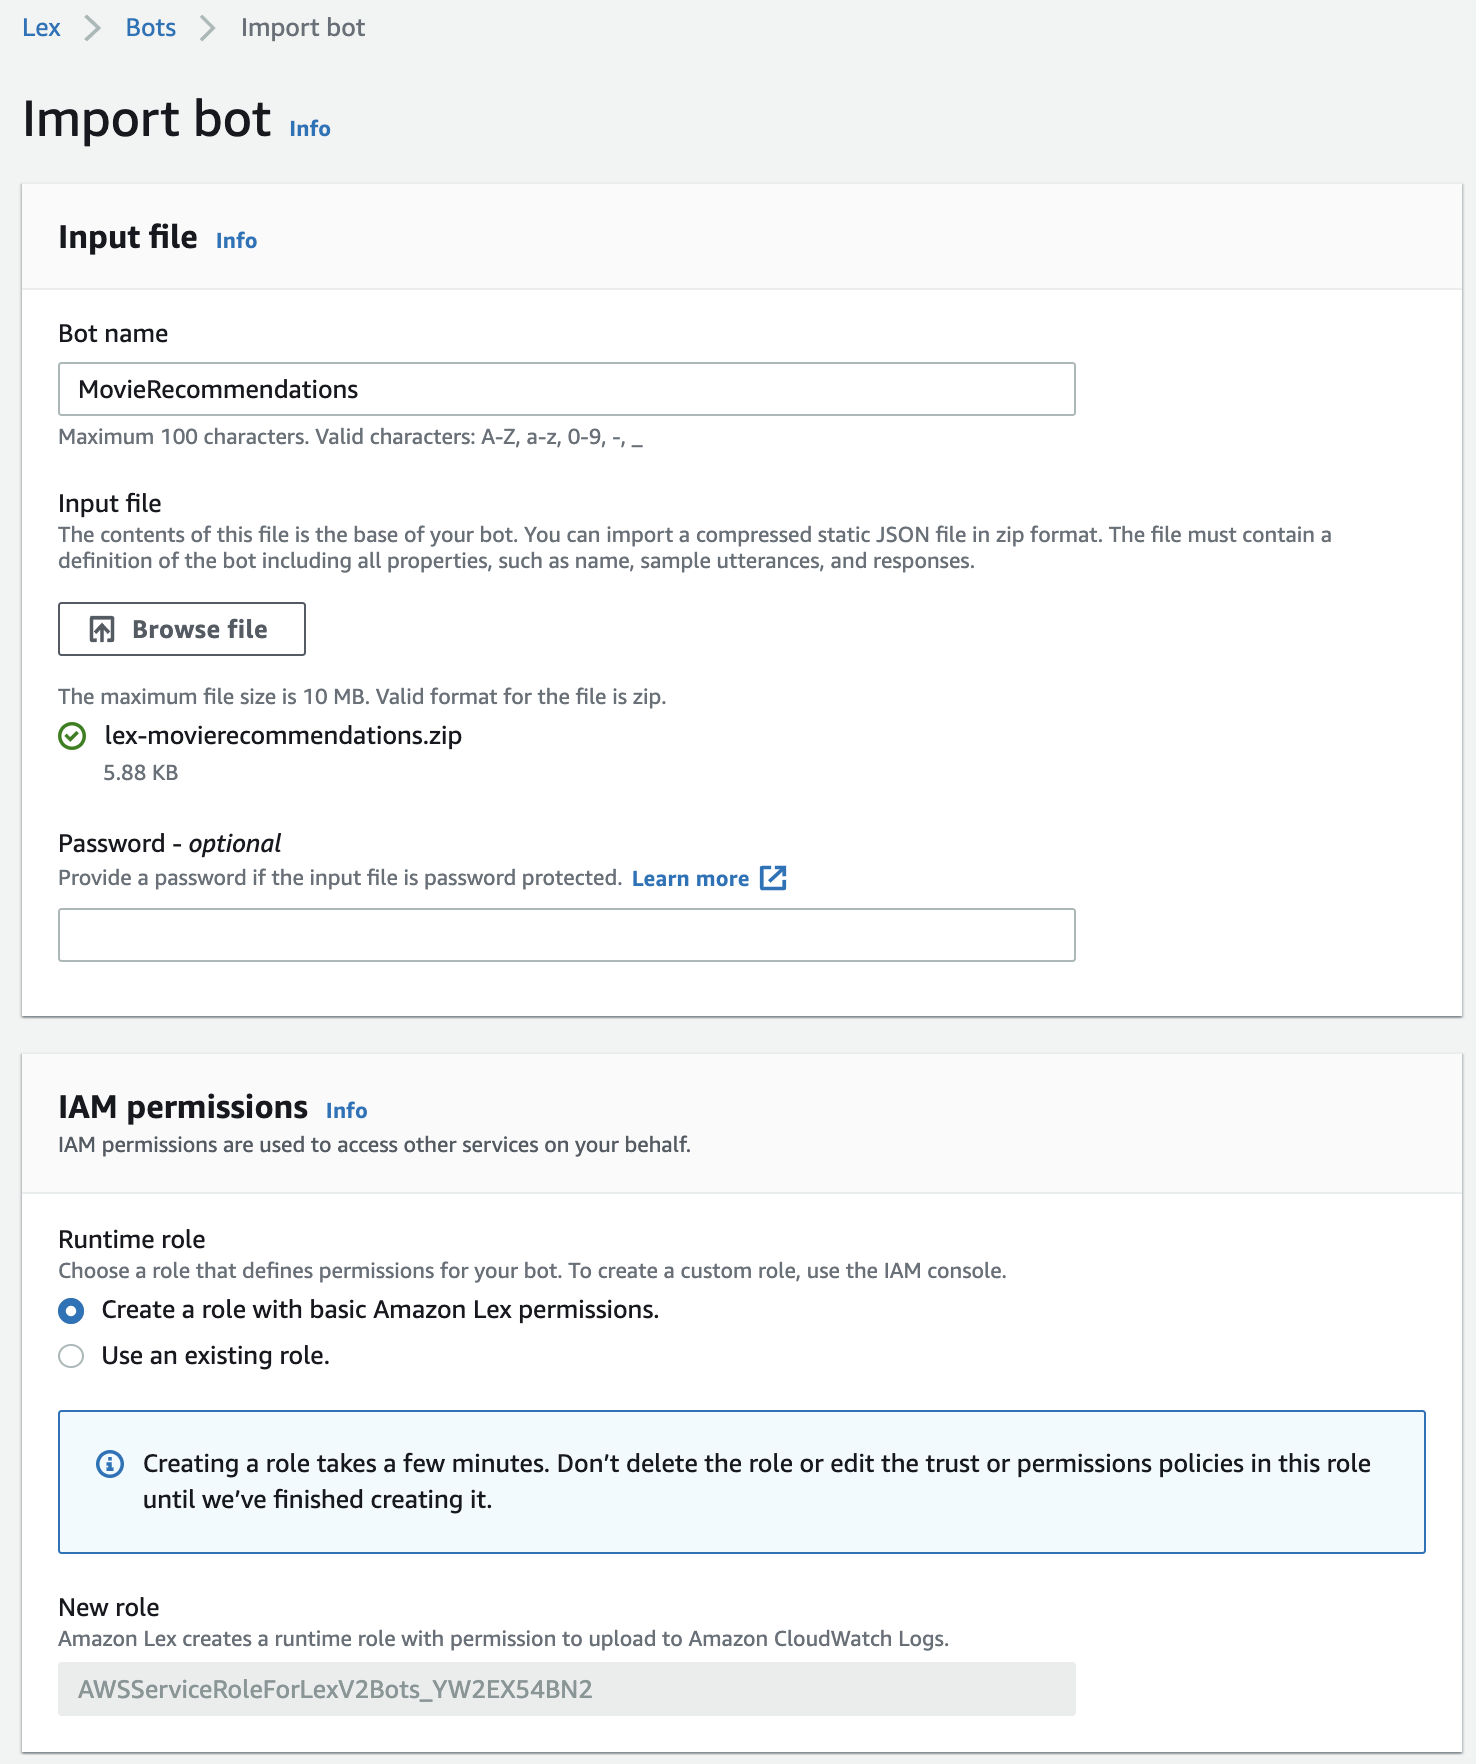 Lex > Bots > Import bot
Import bot Info
Input file Info
Bot name
MovieRecommendations
Maximum 100 characters. Valid characters: A-Z, a-z, 0-9, -, _
Input file
The contents of this file is the base of your bot. You can import a compressed static JSON file in zip format. The file must contain a
definition of the bot including all properties, such as name, sample utterances, and responses.
Browse file
The maximum file size is 10 MB. Valid format for the file is zip.
lex-movierecommendations.zip
5.88 KB
Password - optional
Provide a password if the input file is password protected. Learn more
IAM permissions Info
IAM permissions are used to access other services on your behalf.
Runtime role
Choose a role that defines permissions for your bot. To create a custom role, use the IAM console.
Create a role with basic Amazon Lex permissions.
Use an existing role.
Creating a role takes a few minutes. Don’t delete the role or edit the trust or permissions policies in this role
until we’ve finished creating it.
New role
Amazon Lex creates a runtime role with permission to upload to Amazon CloudWatch Logs.
AWSServiceRoleForLexV2Bots_YW2EX54BN2